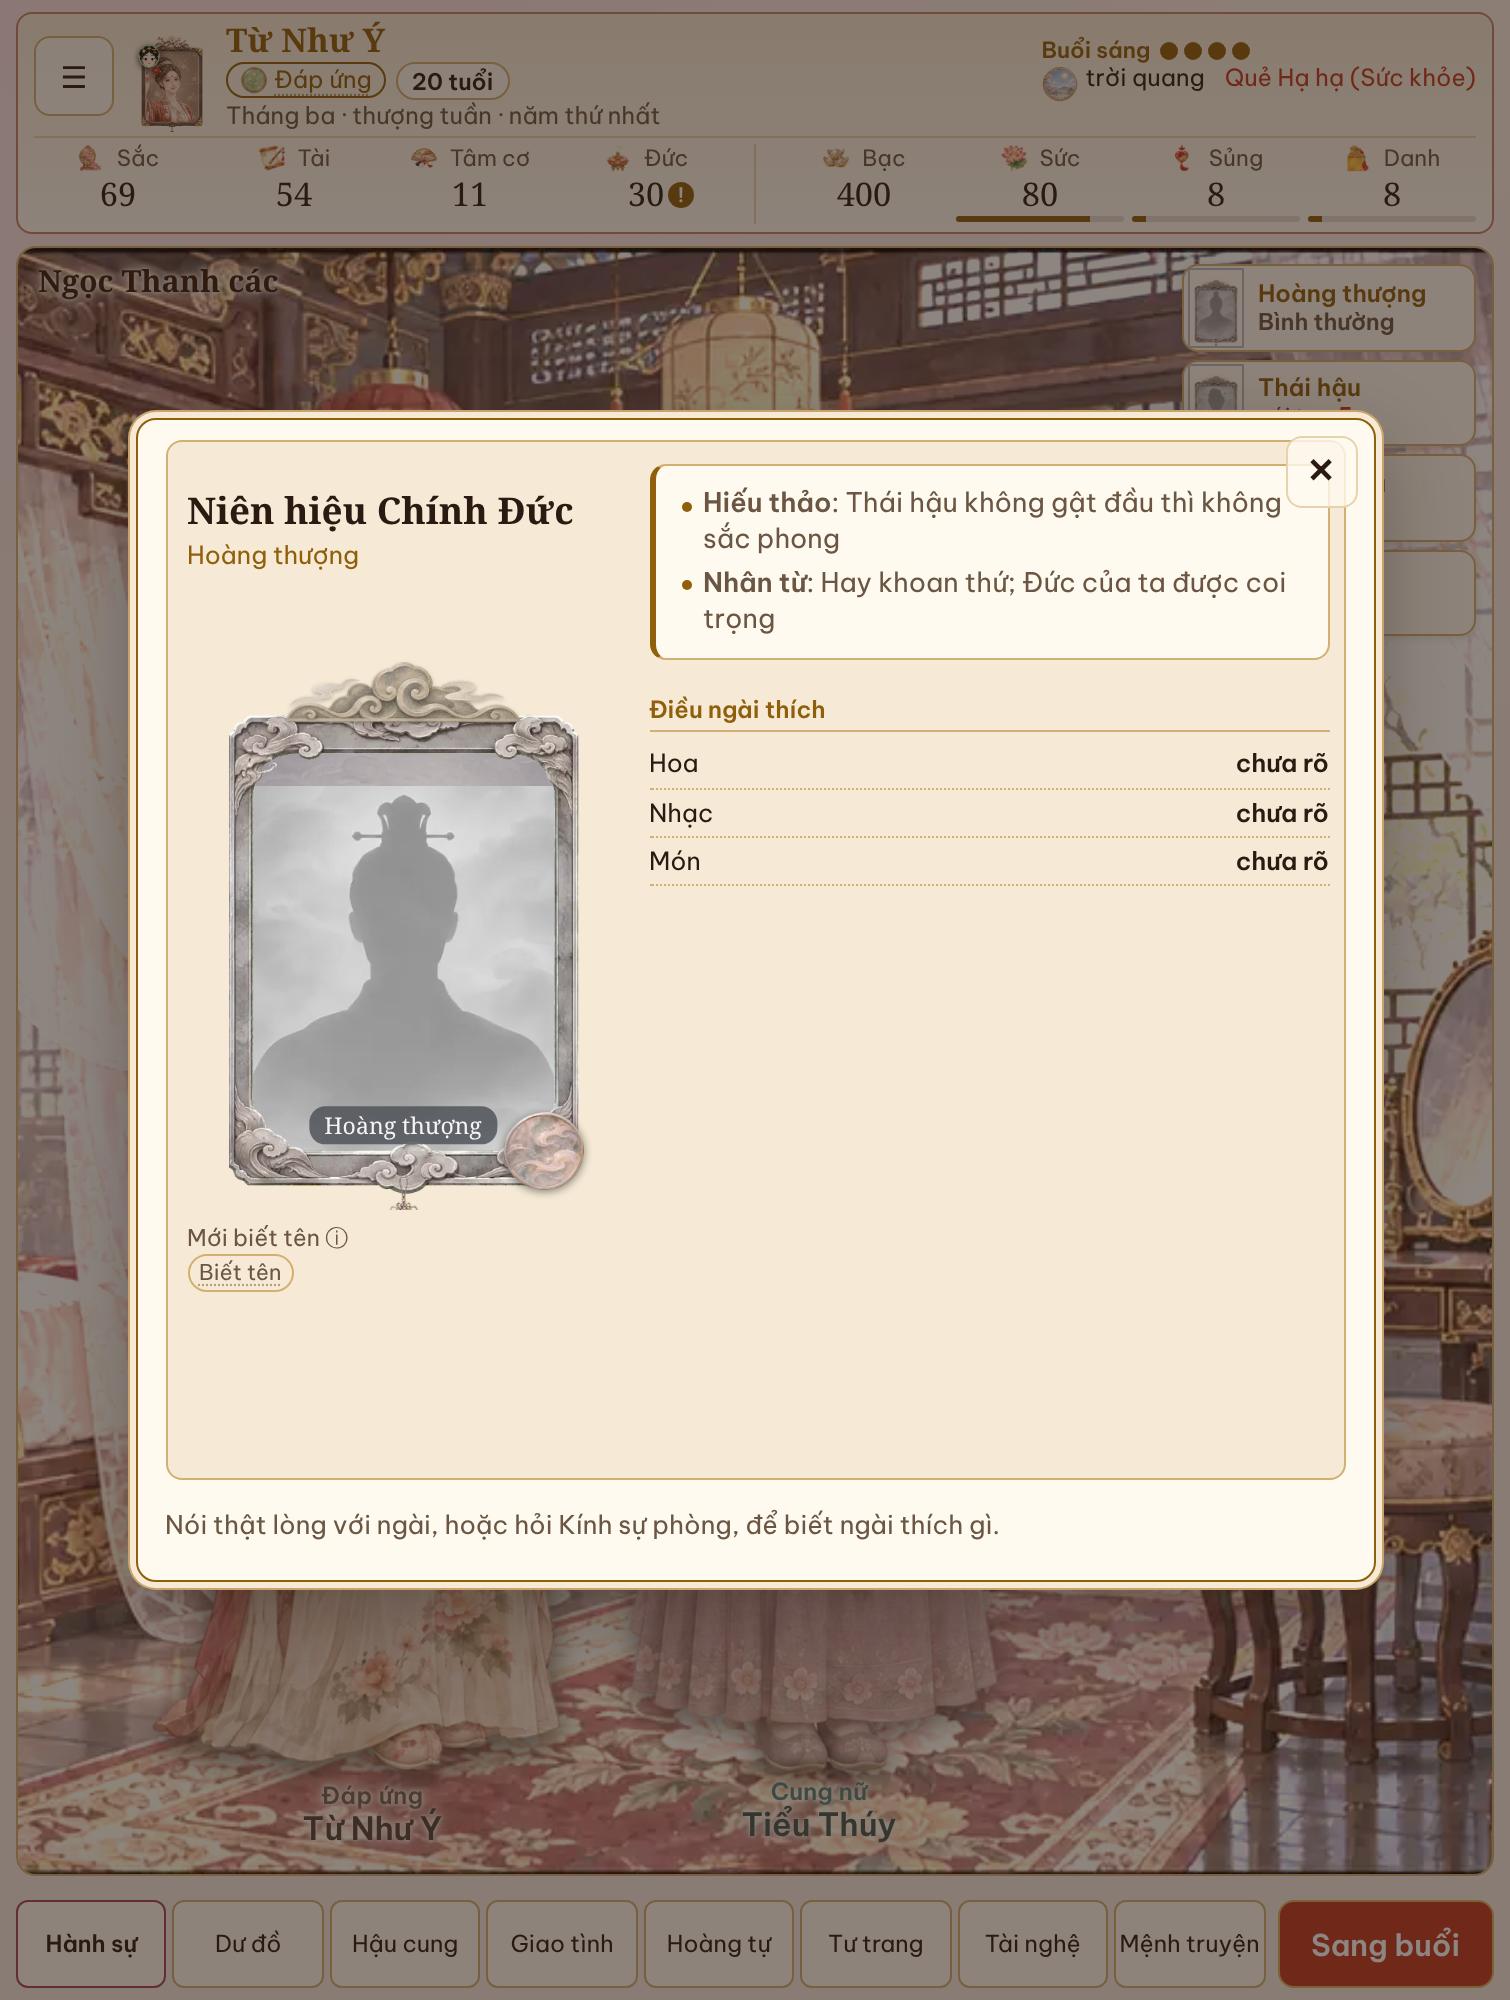 Từ Như Ý
Đáp ứng
20 tuổi
Tháng ba · thượng tuần · năm thứ nhất
Buổi sáng
trời quang
Quẻ Hạ hạ (Sức khỏe)
Sắc
69
Tài
54
Tâm cơ
11
Đức
30
!
Bạc
400
Sức
80
Sủng
8
Danh
8
Ngọc Thanh các
Hoàng thượng
Bình thường
Thái hậu
Niên hiệu Chính Đức
Hoàng thượng
Hoàng thượng
Mới biết tên ⓘ
Biết tên
Hiếu thảo: Thái hậu không gật đầu thì không
sắc phong
Nhân từ: Hay khoan thứ; Đức của ta được coi
trọng
Điều ngài thích
Hoa chưa rõ
Nhạc chưa rõ
Món chưa rõ
Nói thật lòng với ngài, hoặc hỏi Kính sự phòng, để biết ngài thích gì.
Đáp ứng
Từ Như Ý
Cung nữ
Tiểu Thúy
Hành sự
Dư đồ
Hậu cung
Giao tình
Hoàng tự
Tư trang
Tài nghệ
Mệnh truyện
Sang buổi